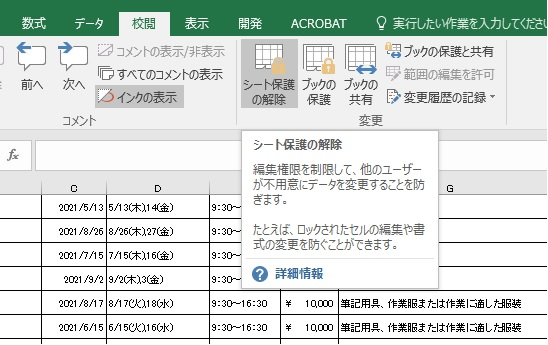 数式 データ 校閲 表示 開発 ACROBAT 実行したい作業を入力してください
コメントの表示/非表示
すべてのコメントの表示
インクの表示
前へ 次へ
コメント
シート保護の解除
ブックの保護
ブックの共有
ブックの保護と共有
範囲の編集を許可
変更履歴の記録
変更
fx
シート保護の解除
編集権限を制限して、他のユーザー
が不用意にデータを変更することを防
ぎます。
たとえば、ロックされたセルの編集や書
式の変更を防ぐことができます。
詳細情報
C D G
2021/5/13 5/13(木),14(金) 9:30～
2021/8/26 8/26(木),27(金) 9:30～
2021/7/15 7/15(木),16(金) 9:30～
2021/9/2 9/2(木),3(金) 9:30～
2021/8/17 8/17(火),18(水) 9:30～16:30 ¥ 10,000 筆記用具、作業服または作業に適した服装
2021/6/15 6/15(火),16(水) 9:30～16:30 ¥ 10,000 筆記用具、作業服または作業に適した服装